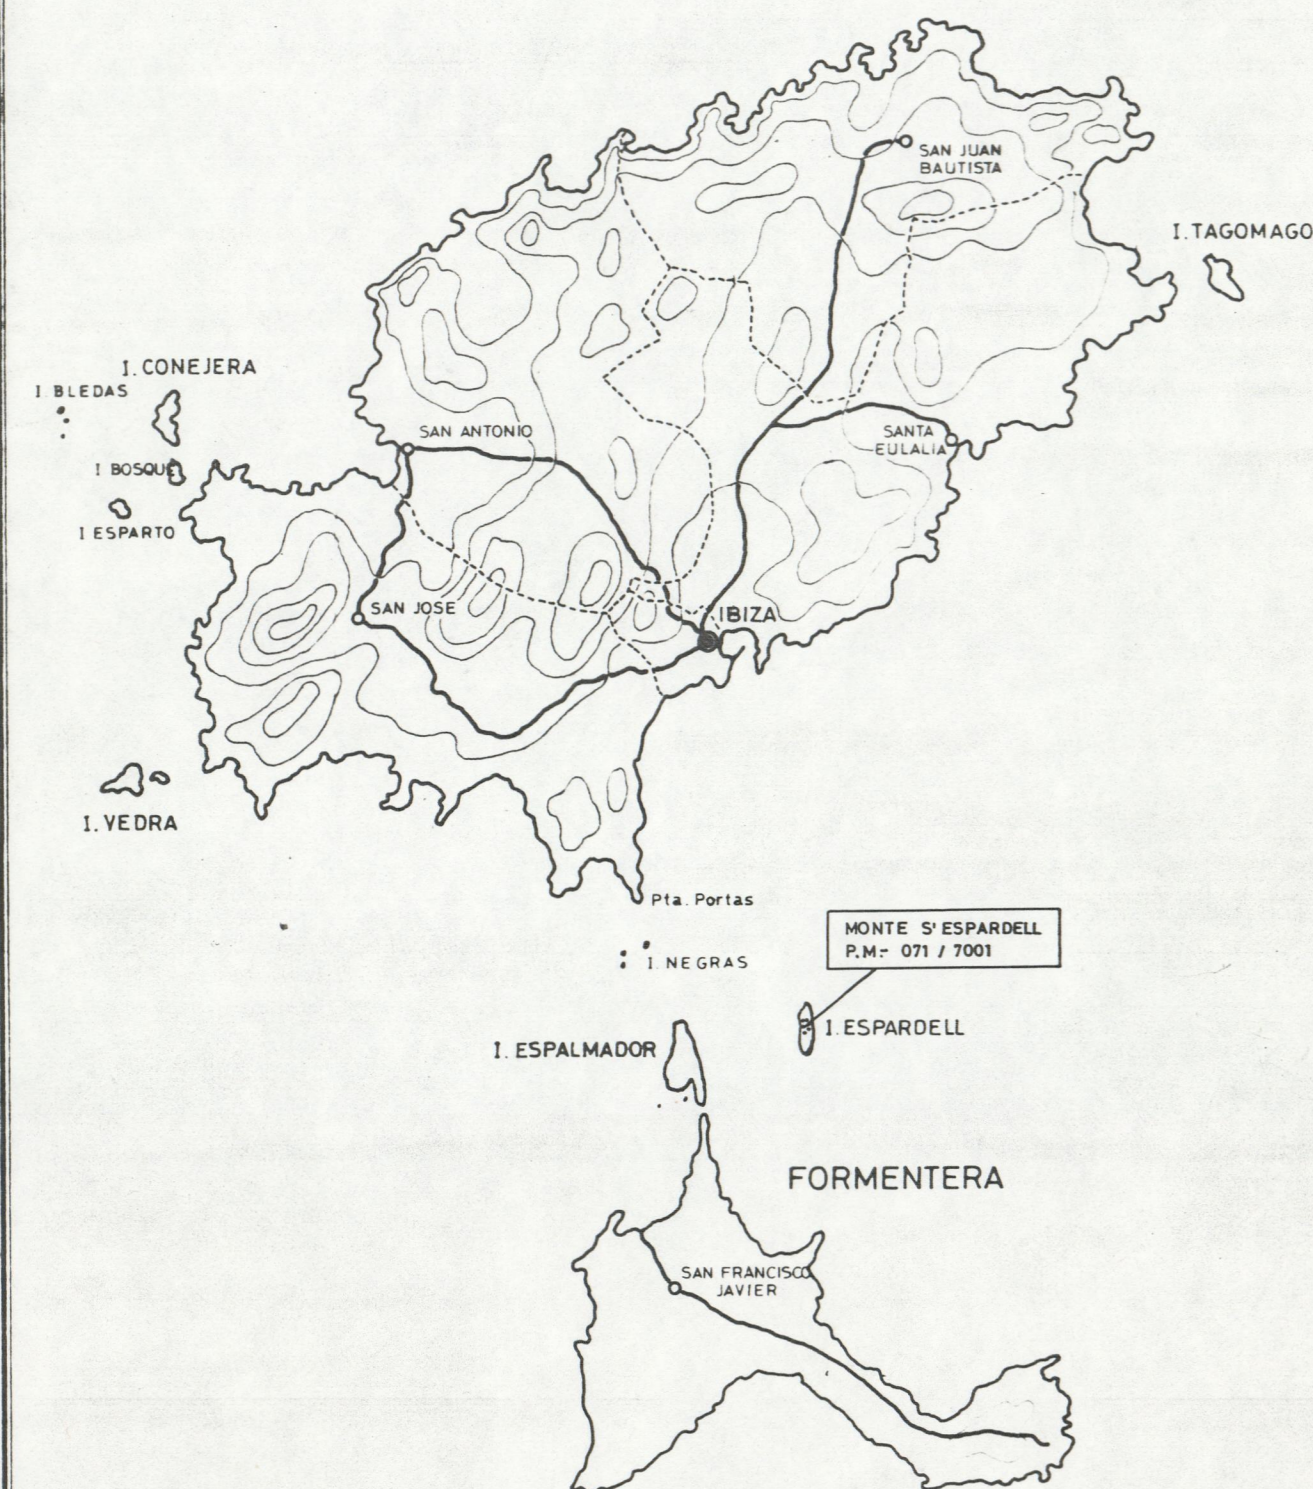 SAN JUAN
BAUTISTA
I. TAGOMAGO
I. CONEJERA
I. BLEDAS
SAN ANTONIO
SANTA
EULALIA
I BOSQUE
I ESPARTO
SAN JOSE
IBIZA
I. VEDRA
Pta. Portas
MONTE S' ESPARDELL
P.M:- 071 / 7001
I. NEGRAS
I. ESPARDELL
I. ESPALMADOR
FORMENTERA
SAN FRANCISCO
JAVIER